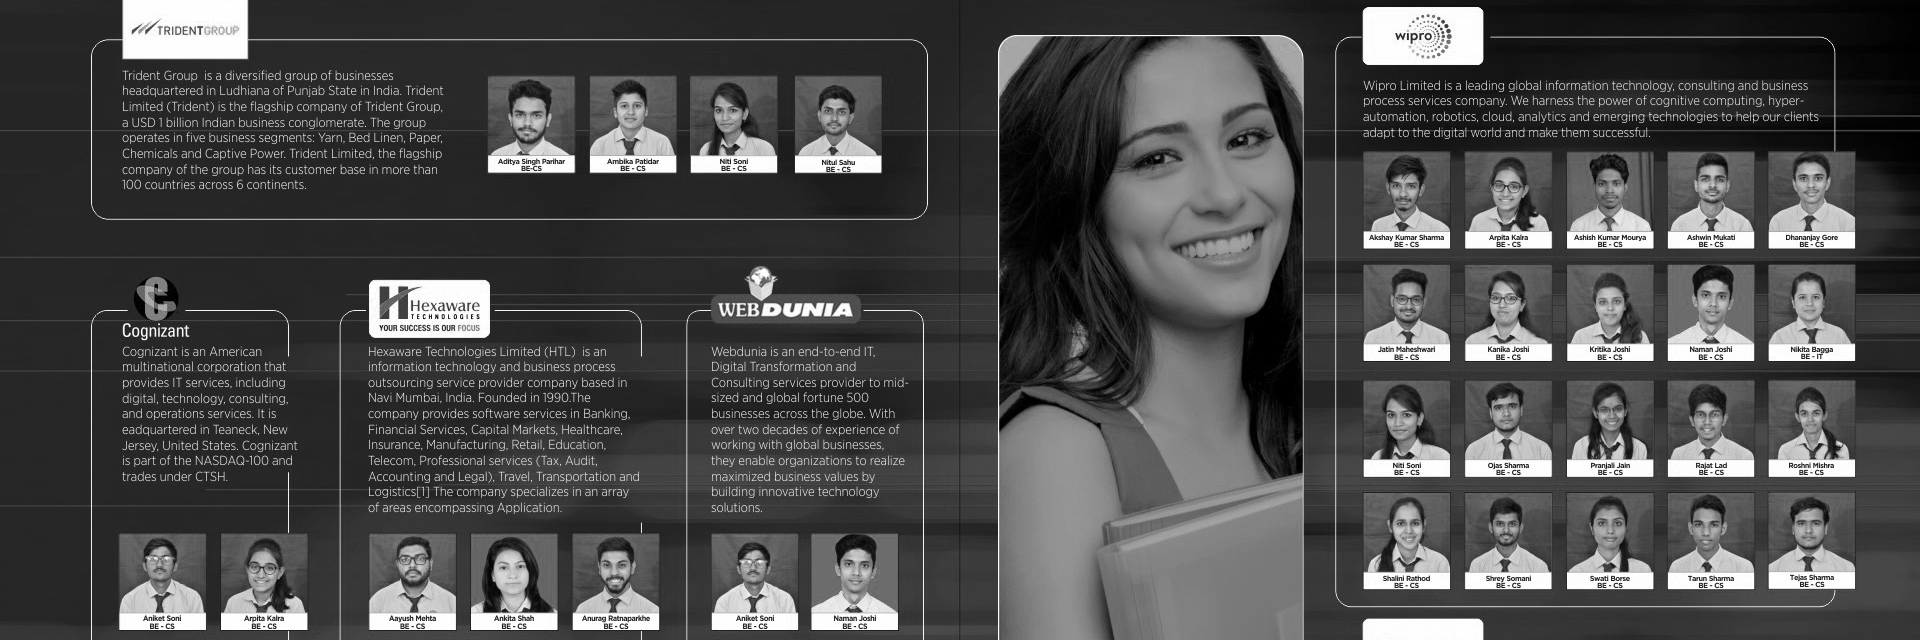 TRIDENTGROUP
Trident Group is a diversified group of businesses
headquartered in Ludhiana of Punjab State in India. Trident
Limited (Trident) is the flagship company of Trident Group,
a USD 1 billion Indian business conglomerate. The group
operates in five business segments: Yarn, Bed Linen, Paper,
Chemicals and Captive Power. Trident Limited, the flagship
company of the group has its customer base in more than
100 countries across 6 continents.
Aditya Singh Parihar
BE-CS
Ambika Patidar
BE - CS
Niti Soni
BE - CS
Nitul Sahu
BE - CS
Cognizant
Cognizant is an American
multinational corporation that
provides IT services, including
digital, technology, consulting,
and operations services. It is
eadquartered in Teaneck, New
Jersey, United States. Cognizant
is part of the NASDAQ-100 and
trades under CTSH.
Aniket Soni
BE - CS
Arpita Kalra
BE - CS
Hexaware
TECHNOLOGIES
YOUR SUCCESS IS OUR FOCUS
Hexaware Technologies Limited (HTL) is an
information technology and business process
outsourcing service provider company based in
Navi Mumbai, India. Founded in 1990.The
company provides software services in Banking,
Financial Services, Capital Markets, Healthcare,
Insurance, Manufacturing, Retail, Education,
Telecom, Professional services (Tax, Audit,
Accounting and Legal), Travel, Transportation and
Logistics[1] The company specializes in an array
of areas encompassing Application.
Aayush Mehta
BE - CS
Ankita Shah
BE - CS
Anurag Ratnaparkhe
BE - CS
WEBDUNIA
Webdunia is an end-to-end IT,
Digital Transformation and
Consulting services provider to mid-
sized and global fortune 500
businesses across the globe. With
over two decades of experience of
working with global businesses,
they enable organizations to realize
maximized business values by
building innovative technology
solutions.
Aniket Soni
BE - CS
Naman Joshi
BE - CS
wipro
Wipro Limited is a leading global information technology, consulting and business
process services company. We harness the power of cognitive computing, hyper-
automation, robotics, cloud, analytics and emerging technologies to help our clients
adapt to the digital world and make them successful.
Akshay Kumar Sharma
BE - CS
Arpita Kalra
BE - CS
Ashish Kumar Mourya
BE - CS
Ashwin Mukati
BE - CS
Dhananjay Gore
BE - CS
Jatin Maheshwari
BE - CS
Kanika Joshi
BE - CS
Kritika Joshi
BE - CS
Naman Joshi
BE - CS
Nikita Bagga
BE - IT
Niti Soni
BE - CS
Ojas Sharma
BE - CS
Pranjali Jain
BE - CS
Rajat Lad
BE - CS
Roshni Mishra
BE - CS
Shalini Rathod
BE - CS
Shrey Somani
BE - CS
Swati Borse
BE - CS
Tarun Sharma
BE - CS
Tejas Sharma
BE - CS